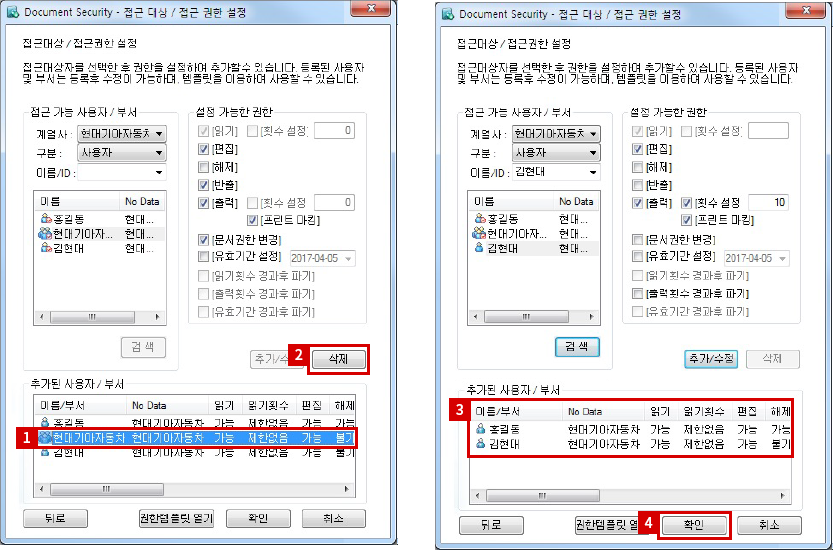 Document Security - 접근 대상 / 접근 권한 설정
접근대상 / 접근권한 설정
접근대상자를 선택한 후 권한을 설정하여 추가할수 있습니다. 등록된 사용자
및 부서는 등록후 수정이 가능하며, 템플릿을 이용하여 사용할 수 있습니다.
접근 가능 사용자 / 부서
계열사 : 현대기아자동차
구분 : 사용자
이름/ID :
이름 No Data
홍길동 현대...
현대기아자... 현대...
김현대 현대...
검 색
설정 가능한 권한
[읽기] [횟수 설정] 0
[편집]
[해제]
[반출]
[출력] [횟수 설정 0
[프린트 마킹]
[문서권한 변경]
[유효기간 설정] 2017-04-05
[읽기횟수 경과후 파기]
[출력횟수 경과후 파기]
[유효기간 경과후 파기]
추가/수
2
삭제
추가된 사용자 / 부서
이름/부서 No Data 읽기 읽기횟수 편집 해제
홍길동 현대기아자동차 가능 제한없음 가능 가능
1
현대기아자동차 현대기아자동차 가능 제한없음 가능 불가
김현대 현대기아자동차 가능 제한없음 가능 불가
뒤로 권한템플릿 열기 확인 취소
Document Security - 접근 대상 / 접근 권한 설정
접근대상 / 접근권한 설정
접근대상자를 선택한 후 권한을 설정하여 추가할수 있습니다. 등록된 사용자
및 부서는 등록후 수정이 가능하며, 템플릿을 이용하여 사용할 수 있습니다.
접근 가능 사용자 / 부서
계열사 : 현대기아자동차
구분 : 사용자
이름/ID : 김현대
이름 No Data
홍길동 현대...
현대기아자... 현대...
김현대 현대...
검 색
설정 가능한 권한
[읽기] [횟수 설정]
[편집]
[해제]
[반출]
[출력] [횟수 설정 10
[프린트 마킹]
[문서권한 변경]
[유효기간 설정] 2017-04-05
[읽기횟수 경과후 파기]
[출력횟수 경과후 파기]
[유효기간 경과후 파기]
추가/수정 삭제
추가된 사용자 / 부서
3
이름/부서 No Data 읽기 읽기횟수 편집 해제
홍길동 현대기아자동차 가능 제한없음 가능 가능
김현대 현대기아자동차 가능 제한없음 가능 불가
뒤로 권한템플릿 열
4
확인 취소